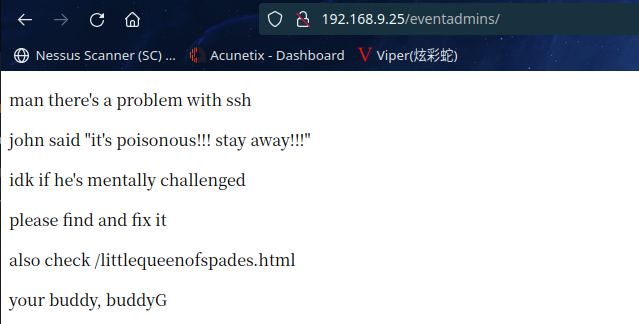 192.168.9.25/eventadmins/
Nessus Scanner (SC) ... Acunetix - Dashboard Viper(炫彩蛇)
man there's a problem with ssh
john said "it's poisonous!!! stay away!!!"
idk if he's mentally challenged
please find and fix it
also check /littlequeenofspades.html
your buddy, buddyG